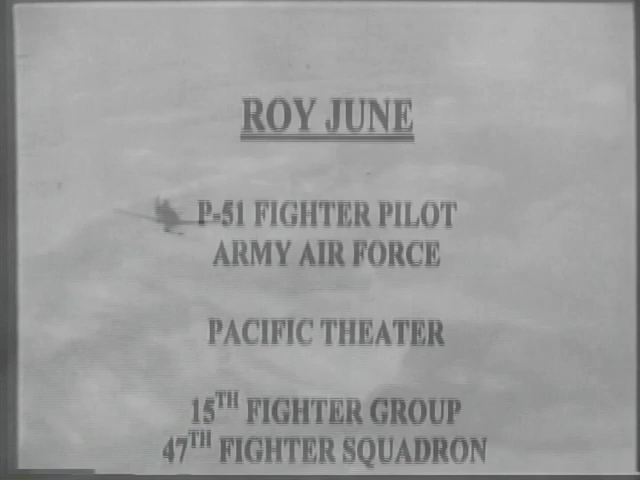 ROY JUNE
P-51 FIGHTER PILOT
ARMY AIR FORCE
PACIFIC THEATER
15TH FIGHTER GROUP
47TH FIGHTER SQUADRON